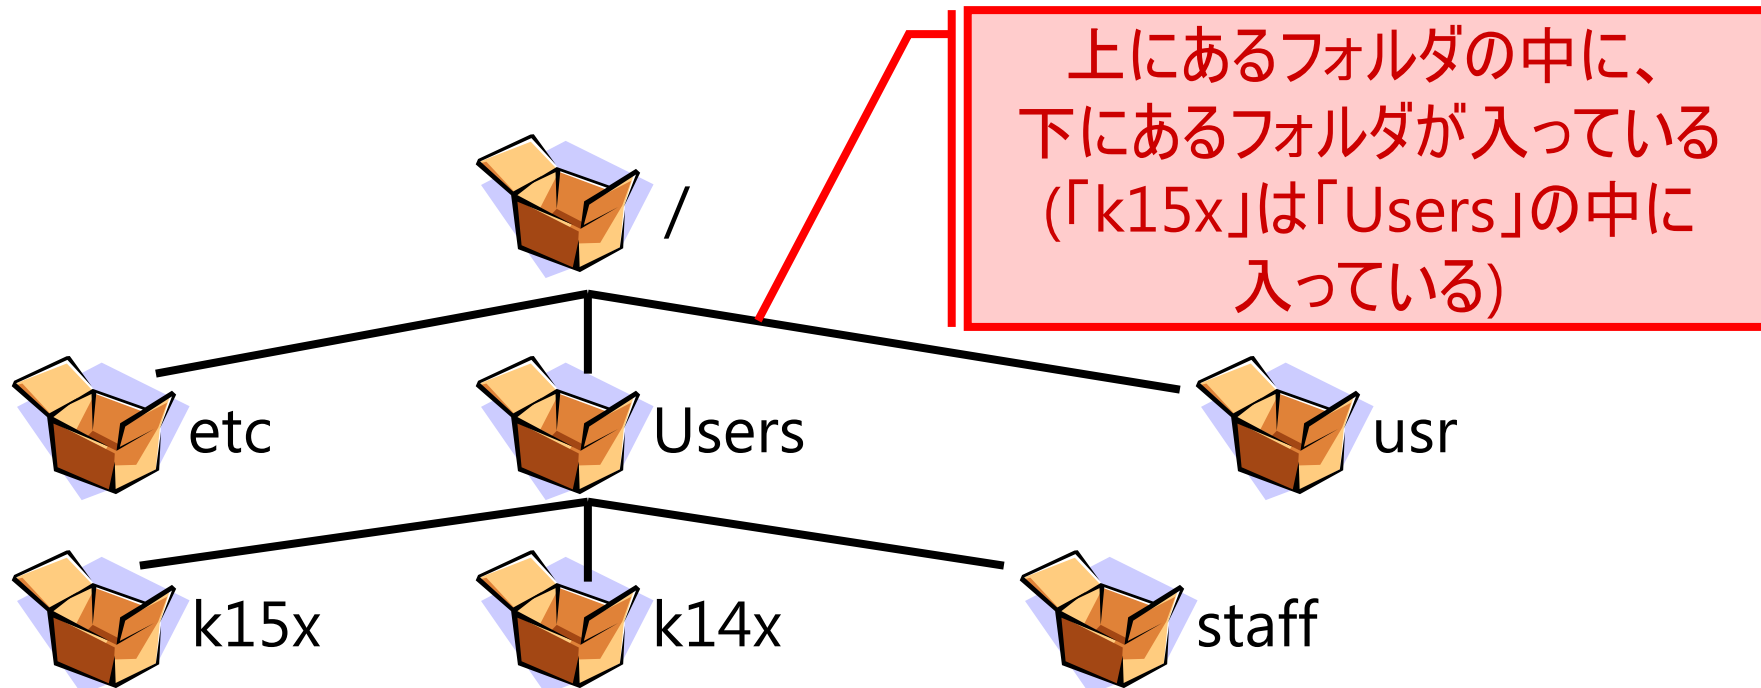 上にあるフォルダの中に、
下にあるフォルダが入っている
(「k15x」は「Users」の中に
入っている)
/
etc
Users
usr
k15x
k14x
staff